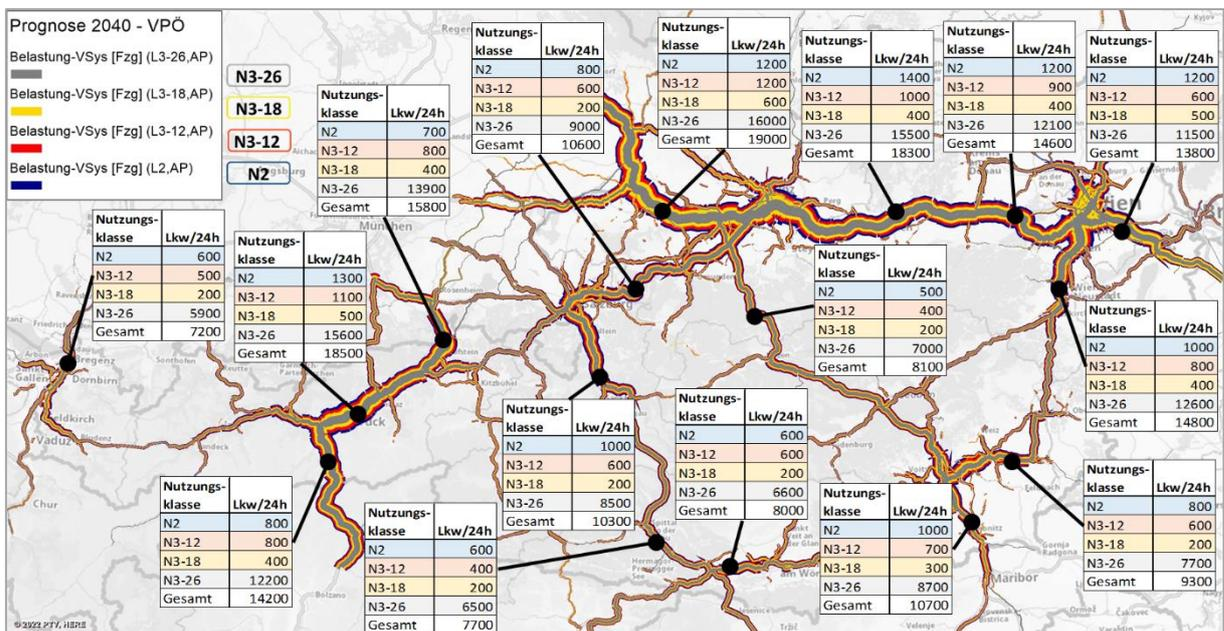 Prognose 2040 - VPÖ
Belastung-VSys [Fzg] (L3-26,AP)
Belastung-VSys [Fzg] (L3-18,AP)
Belastung-VSys [Fzg] (L3-12,AP)
Belastung-VSys [Fzg] (L2,AP)
N3-26
N3-18
N3-12
N2
Nutzungs-
klasse Lkw/24h
N2 700
N3-12 800
N3-18 400
N3-26 13900
Gesamt 15800
Nutzungs-
klasse Lkw/24h
N2 800
N3-12 600
N3-18 200
N3-26 9000
Gesamt 10600
Nutzungs-
klasse Lkw/24h
N2 1200
N3-12 1200
N3-18 600
N3-26 16000
Gesamt 19000
Nutzungs-
klasse Lkw/24h
N2 1400
N3-12 1000
N3-18 400
N3-26 15500
Gesamt 18300
Nutzungs-
klasse Lkw/24h
N2 1200
N3-12 900
N3-18 400
N3-26 12100
Gesamt 14600
Nutzungs-
klasse Lkw/24h
N2 1200
N3-12 600
N3-18 500
N3-26 11500
Gesamt 13800
Nutzungs-
klasse Lkw/24h
N2 600
N3-12 500
N3-18 200
N3-26 5900
Gesamt 7200
Nutzungs-
klasse Lkw/24h
N2 1300
N3-12 1100
N3-18 500
N3-26 15600
Gesamt 18500
Nutzungs-
klasse Lkw/24h
N2 500
N3-12 400
N3-18 200
N3-26 7000
Gesamt 8100
Nutzungs-
klasse Lkw/24h
N2 1000
N3-12 800
N3-18 400
N3-26 12600
Gesamt 14800
Nutzungs-
klasse Lkw/24h
N2 1000
N3-12 600
N3-18 200
N3-26 8500
Gesamt 10300
Nutzungs-
klasse Lkw/24h
N2 600
N3-12 600
N3-18 200
N3-26 6600
Gesamt 8000
Nutzungs-
klasse Lkw/24h
N2 800
N3-12 800
N3-18 400
N3-26 12200
Gesamt 14200
Nutzungs-
klasse Lkw/24h
N2 600
N3-12 400
N3-18 200
N3-26 6500
Gesamt 7700
Nutzungs-
klasse Lkw/24h
N2 1000
N3-12 700
N3-18 300
N3-26 8700
Gesamt 10700
Nutzungs-
klasse Lkw/24h
N2 800
N3-12 600
N3-18 200
N3-26 7700
Gesamt 9300
München
Rosenheim
Kitzbühel
Sonthofen
Reutte
Bregenz
Dornbirn
Feldkirch
Vaduz
Bludenz
Landeck
Chur
Bolzano
Spittal
Hermagor
Maribor
Velenje
Čakovec
Ormož
Varaždin
Gornja
Radgona
Weiz
Tržič
© 2022 PTV, HERE